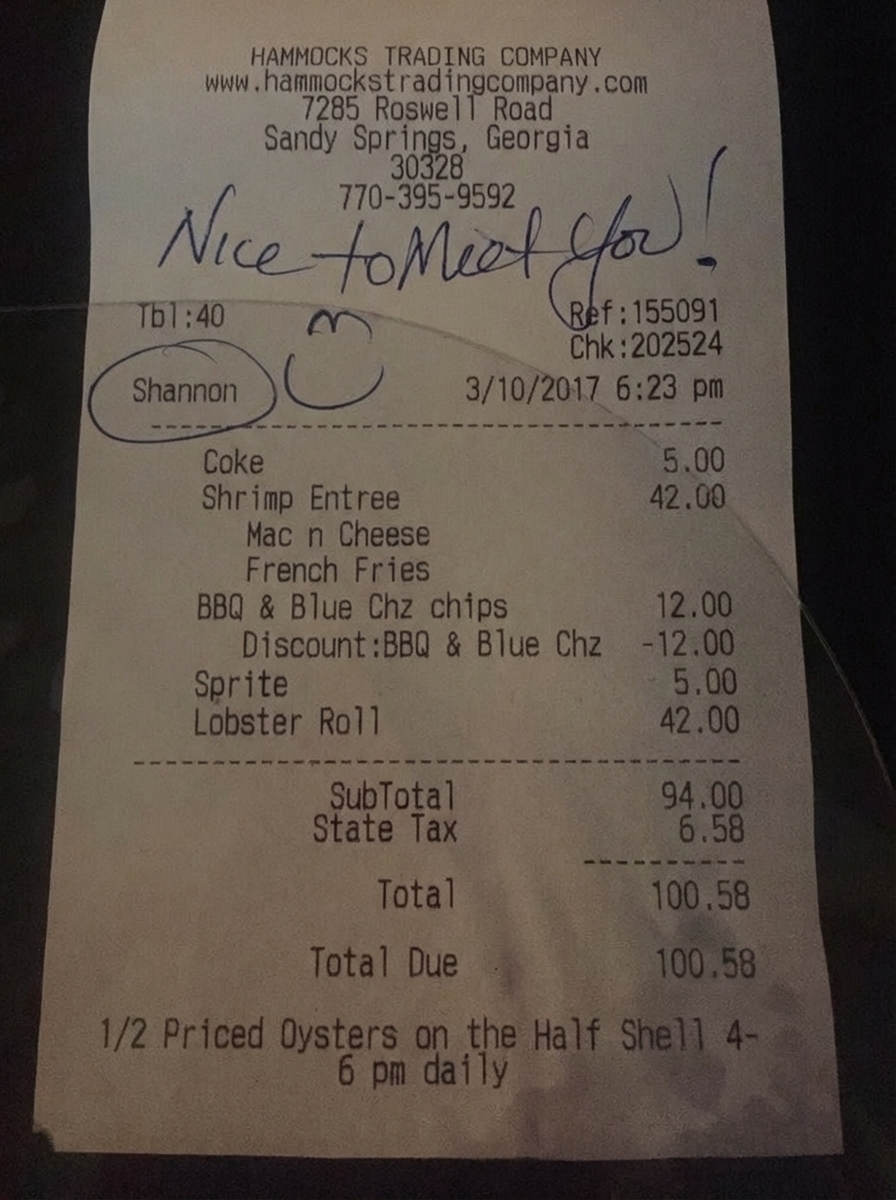 HAMMOCKS TRADING COMPANY
www.hammockstradingcompany.com
7285 Roswell Road
Sandy Springs, Georgia
30328
770-395-9592
Nice to Meet You!
Tbl:40 Ref:155091
Chk:202524
Shannon 3/10/2017 6:23 pm
Coke 5.00
Shrimp Entree 42.00
Mac n Cheese
French Fries
BBQ & Blue Chz chips 12.00
Discount:BBQ & Blue Chz -12.00
Sprite 5.00
Lobster Roll 42.00
SubTotal 94.00
State Tax 6.58
Total 100.58
Total Due 100.58
1/2 Priced Oysters on the Half Shell 4-
6 pm daily